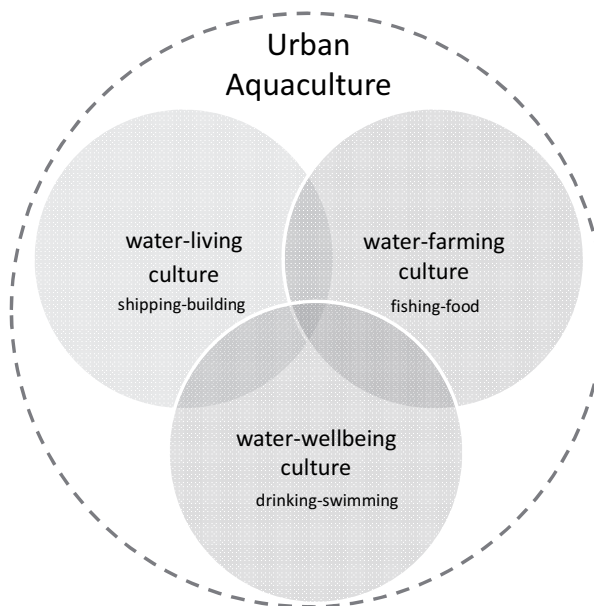 Urban
Aquaculture
water-living
culture
shipping-building
water-farming
culture
fishing-food
water-wellbeing
culture
drinking-swimming